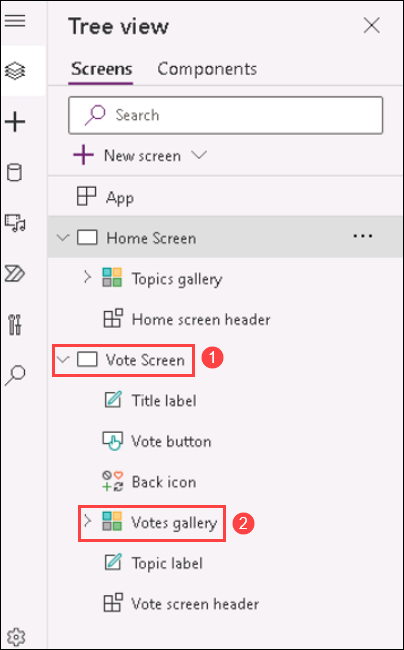 Tree view
Screens Components
Search
New screen
App
Home Screen
Topics gallery
Home screen header
Vote Screen 1
Title label
Vote button
Back icon
Votes gallery 2
Topic label
Vote screen header